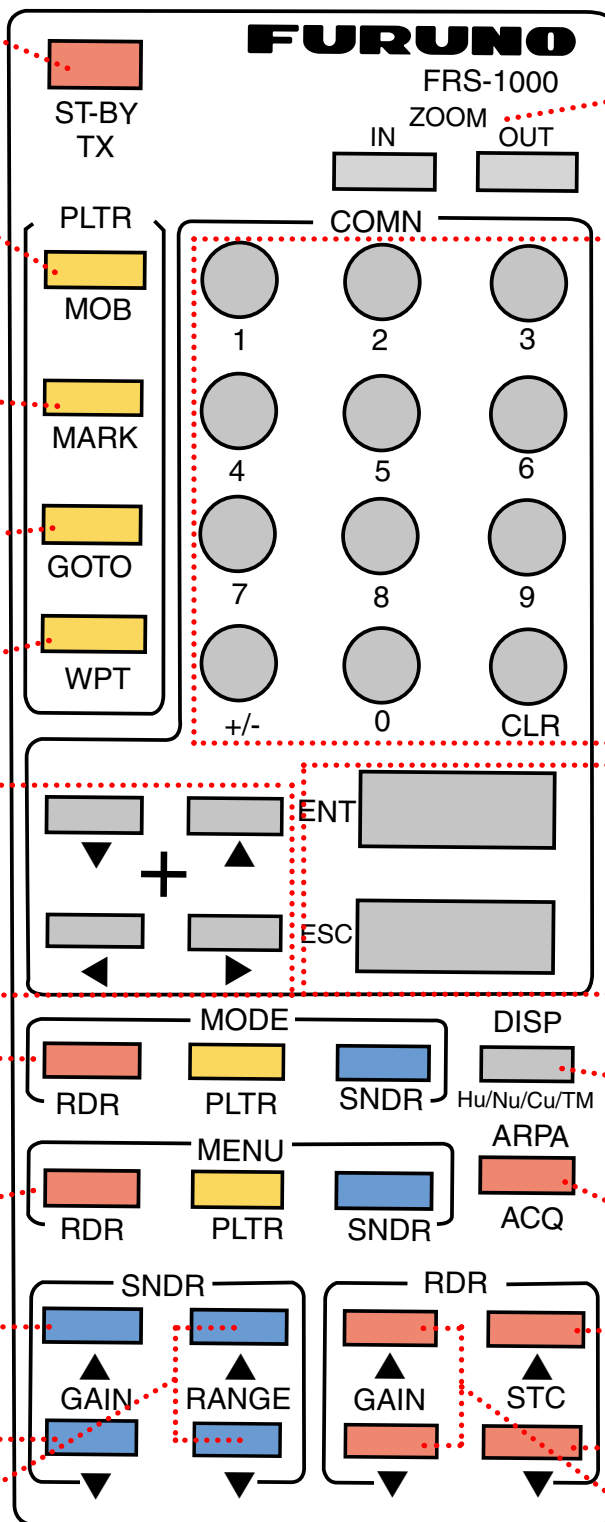 FURUNO
FRS-1000
ST-BY
TX
ZOOM
IN OUT
PLTR
COMN
MOB
1 2 3
MARK
4 5 6
GOTO
7 8 9
WPT
+/- 0 CLR
ENT
+
ESC
MODE
DISP
RDR PLTR SNDR
Hu/Nu/Cu/TM
MENU
ARPA
RDR PLTR SNDR
ACQ
SNDR RDR
GAIN RANGE GAIN STC